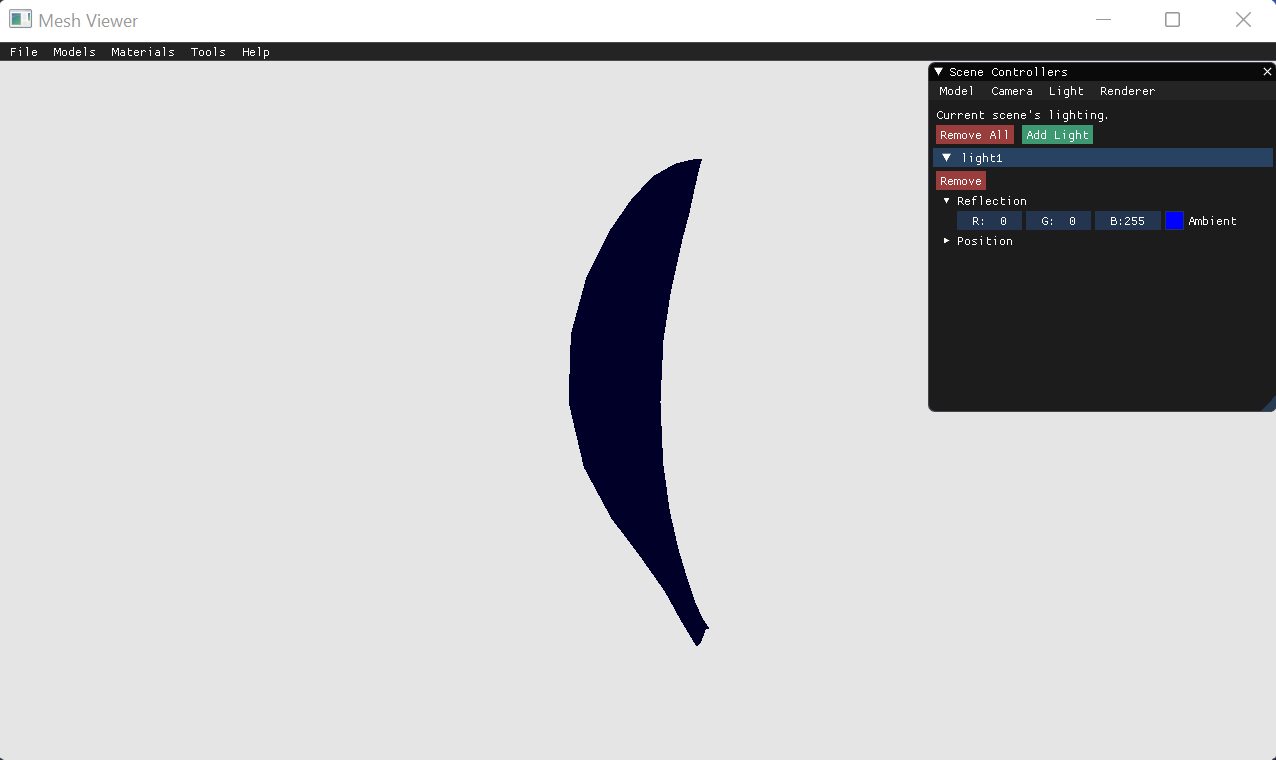 Mesh Viewer
File Models Materials Tools Help
Scene Controllers
Model Camera Light Renderer
Current scene's lighting.
Remove All Add Light
light1
Remove
Reflection
R: 0 G: 0 B:255 Ambient
Position